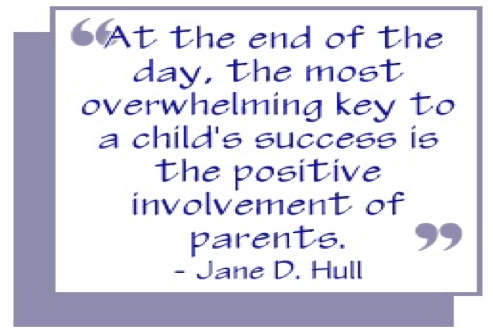 “At the end of the
day, the most
overwhelming key to
a child's success is
the positive
involvement of
parents. ”
- Jane D. Hull